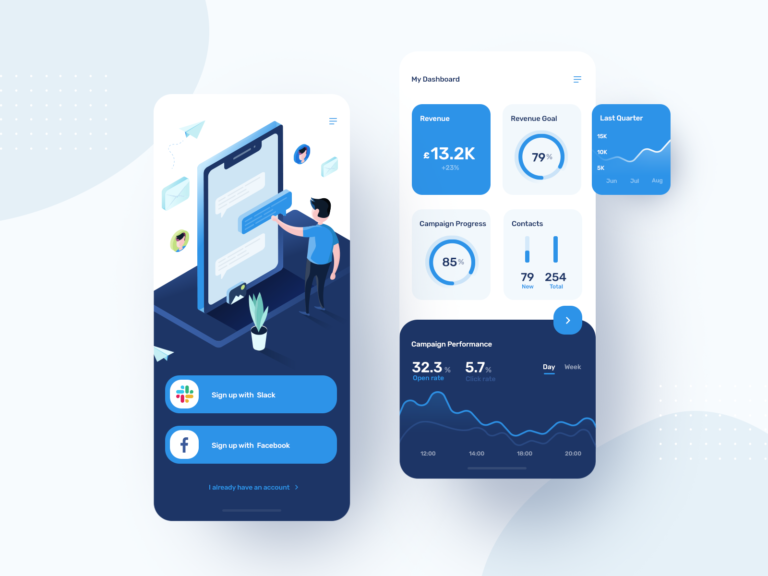 Sign up with Slack
Sign up with Facebook
I already have an account
My Dashboard
Revenue
£13.2K
+23%
Revenue Goal
79%
Last Quarter
15K
10K
5K
Jun Jul Aug
Campaign Progress
85%
Contacts
79 254
New Total
Campaign Performance
32.3% 5.7%
Open rate Click rate
Day Week
12:00 14:00 18:00 20:00